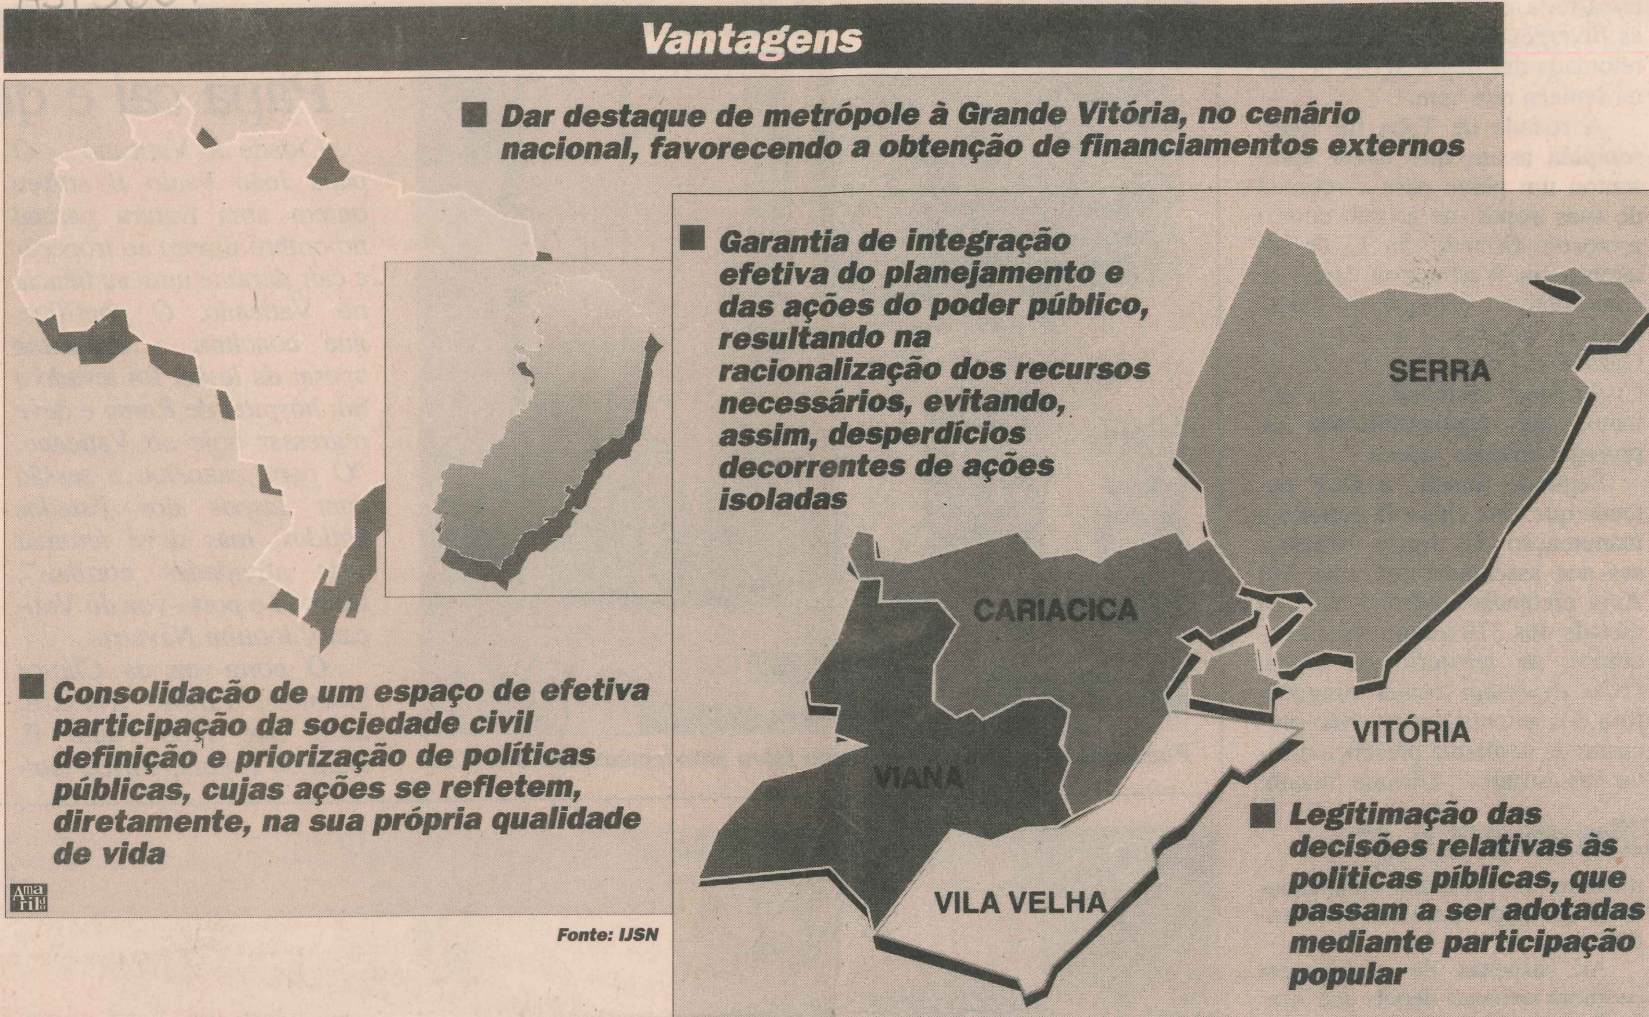 Vantagens
Dar destaque de metrópole à Grande Vitória, no cenário
nacional, favorecendo a obtenção de financiamentos externos
Garantia de integração
efetiva do planejamento e
das ações do poder público,
resultando na
racionalização dos recursos
necessários, evitando,
assim, desperdícios
decorrentes de ações
isoladas
SERRA
CARIACICA
VITÓRIA
VIANA
VILA VELHA
Consolidacão de um espaço de efetiva
participação da sociedade civil
definição e priorização de políticas
públicas, cujas ações se refletem,
diretamente, na sua própria qualidade
de vida
Legitimação das
decisões relativas às
politicas píblicas, que
passam a ser adotadas
mediante participação
popular
Ama
ril
Fonte: IJSN